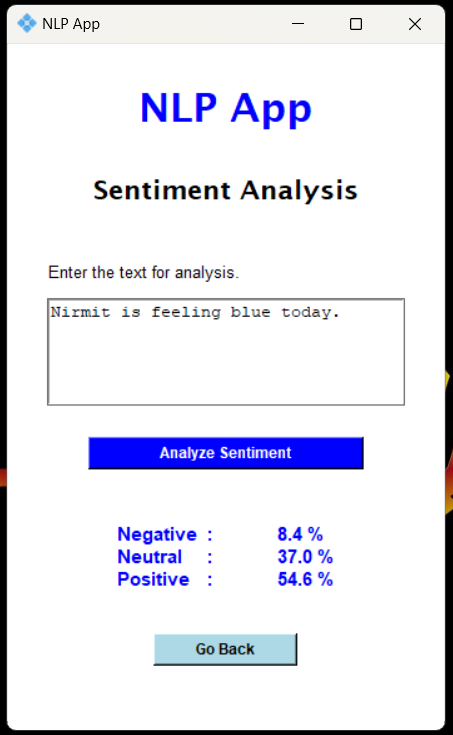 NLP App
NLP App
Sentiment Analysis
Enter the text for analysis.
Nirmit is feeling blue today.
Analyze Sentiment
Negative : 8.4 %
Neutral : 37.0 %
Positive : 54.6 %
Go Back